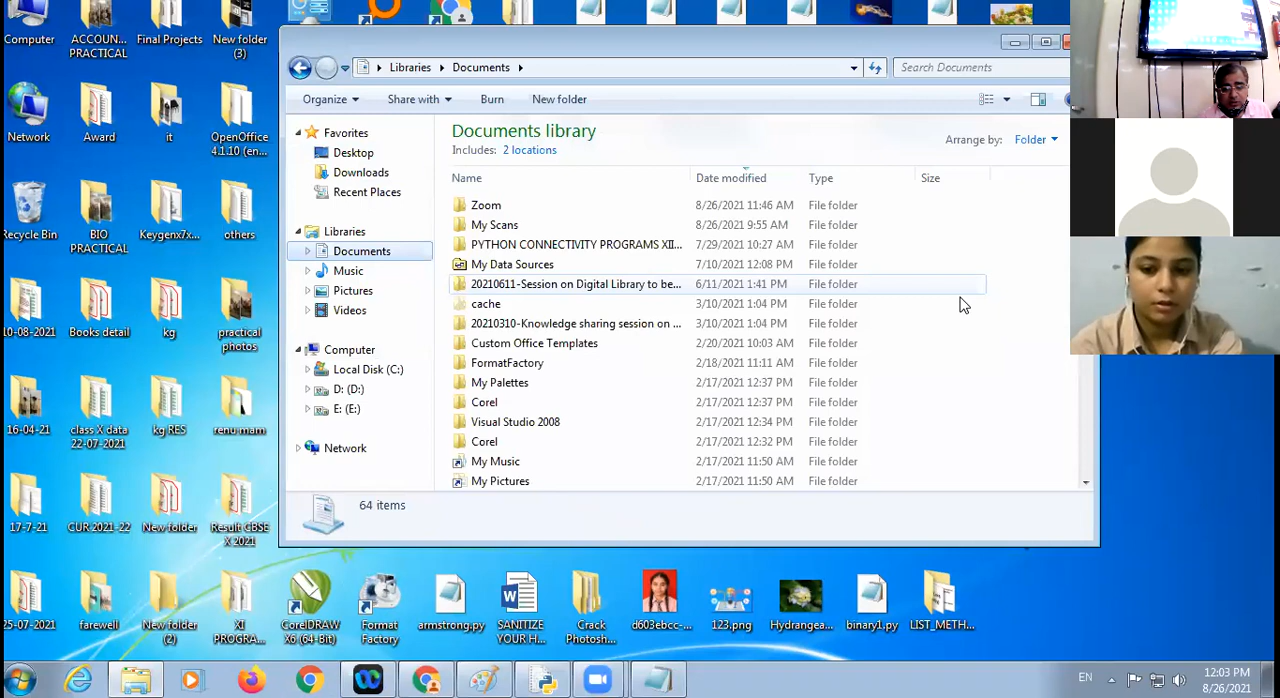 Computer
ACCOUN...
PRACTICAL
Final Projects
New folder
(3)
Network
Award
it
OpenOffice
4.1.10 (en...
Recycle Bin
BIO
PRACTICAL
Keygenx7x...
others
10-08-2021
Books detail
kg
practical
photos
16-04-21
class X data
22-07-2021
kg RES
renu mam
17-7-21
CUR 2021-22
New folder
Result CBSE
X 2021
25-07-2021
farewell
New folder
(2)
XI
PROGRA...
CorelDRAW
X6 (64-Bit)
Format
Factory
armstrong.py
SANITIZE
YOUR H...
Crack
Photosh...
d603ebcc-...
123.png
Hydrangea...
binary1.py
LIST_METH...
Libraries
Documents
Search Documents
Organize
Share with
Burn
New folder
Favorites
Desktop
Downloads
Recent Places
Libraries
Documents
Music
Pictures
Videos
Computer
Local Disk (C:)
D: (D:)
E: (E:)
Network
Documents library
Includes: 2 locations
Arrange by: Folder
Name Date modified Type Size
Zoom 8/26/2021 11:46 AM File folder
My Scans 8/26/2021 9:55 AM File folder
PYTHON CONNECTIVITY PROGRAMS XII... 7/29/2021 10:27 AM File folder
My Data Sources 7/10/2021 12:08 PM File folder
20210611-Session on Digital Library to be... 6/11/2021 1:41 PM File folder
cache 3/10/2021 1:04 PM File folder
20210310-Knowledge sharing session on ... 3/10/2021 1:04 PM File folder
Custom Office Templates 2/20/2021 10:03 AM File folder
FormatFactory 2/18/2021 11:11 AM File folder
My Palettes 2/17/2021 12:37 PM File folder
Corel 2/17/2021 12:37 PM File folder
Visual Studio 2008 2/17/2021 12:34 PM File folder
Corel 2/17/2021 12:32 PM File folder
My Music 2/17/2021 11:50 AM File folder
My Pictures 2/17/2021 11:50 AM File folder
64 items
EN
12:03 PM
8/26/2021